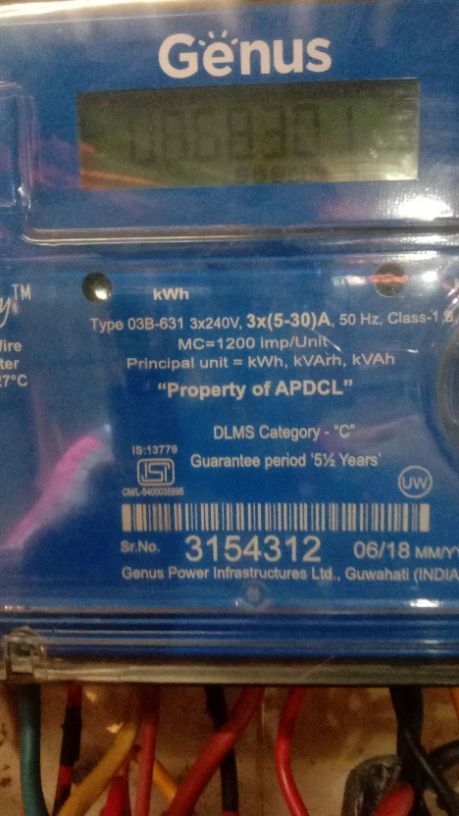 Genus
kWh
Type 03B-631 3x240V, 3x(5-30)A, 50 Hz, Class-1,
MC=1200 imp/Unit
Principal unit = kWh, kVArh, kVAh
27°C
"Property of APDCL"
DLMS Category - "C"
IS:13779
Guarantee period '5½ Years'
ISI
UW
Sr.No. 3154312 06/18 MM/YY
Genus Power Infrastructures Ltd., Guwahati (INDIA